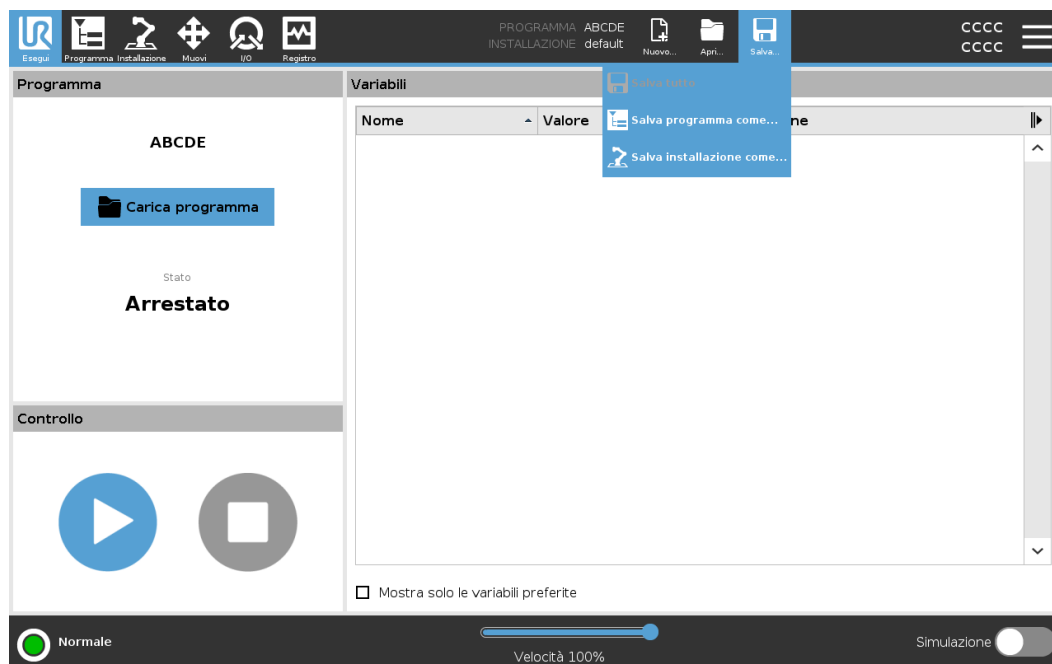 PROGRAMMA ABCDE
INSTALLAZIONE default
CCCC
CCCC
Esegui Programma Installazione Muovi I/O Registro Nuovo... Apri... Salva...
Programma
Variabili
Salva tutto
Salva programma come...
Salva installazione come...
Nome Valore ne
ABCDE
Carica programma
Stato
Arrestato
Controllo
Mostra solo le variabili preferite
Normale
Velocità 100%
Simulazione